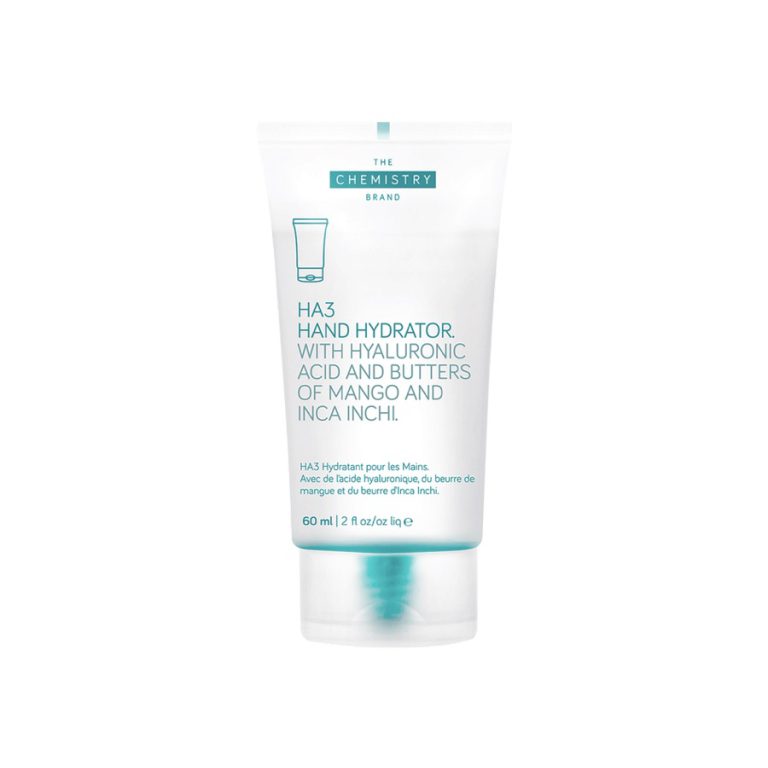 THE
CHEMISTRY
BRAND
HA3
HAND HYDRATOR.
WITH HYALURONIC
ACID AND BUTTERS
OF MANGO AND
INCA INCHI.
HA3 Hydratant pour les Mains.
Avec de l'acide hyaluronique, du beurre de
mangue et du beurre d'Inca Inchi.
60 ml | 2 fl oz/oz liq ℮